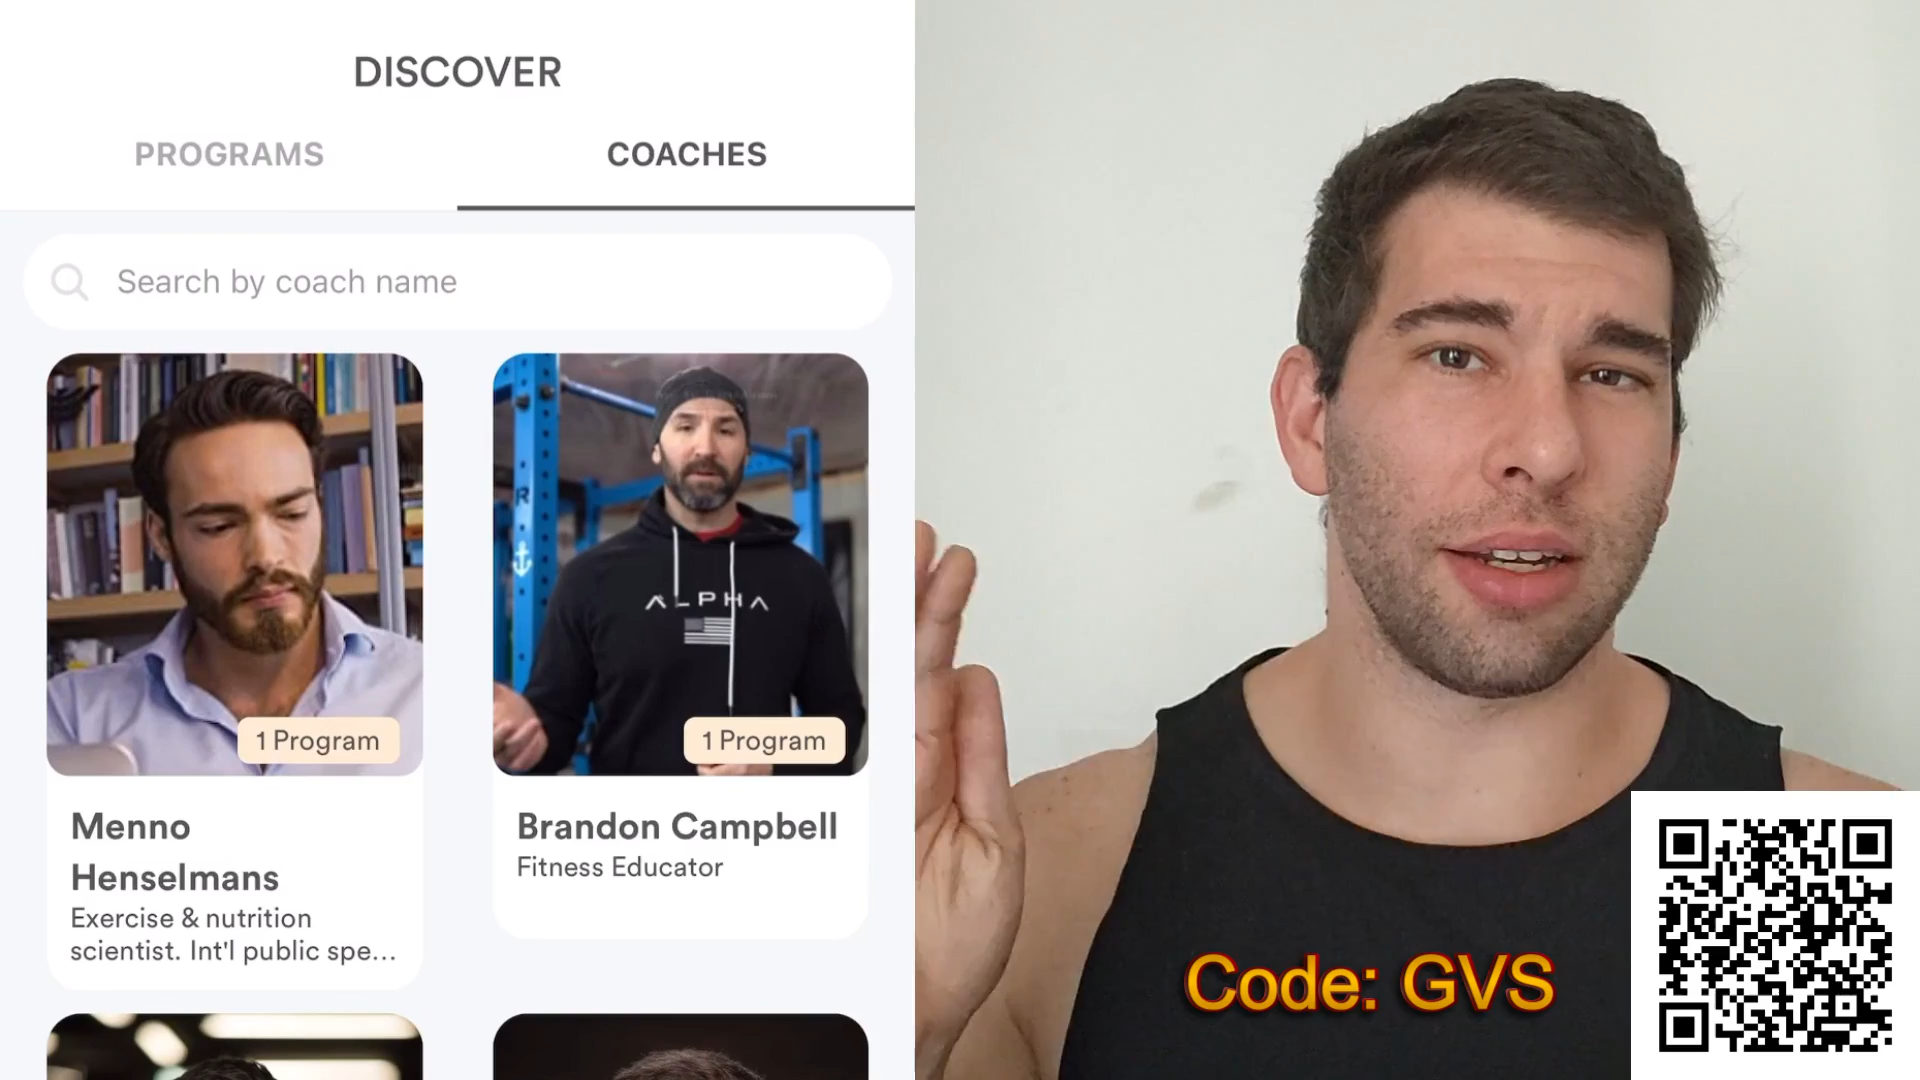 DISCOVER
PROGRAMS
COACHES
Search by coach name
R
ALPHA
1 Program
1 Program
Menno
Henselmans
Exercise & nutrition
scientist. Int'l public spe...
Brandon Campbell
Fitness Educator
Code: GVS